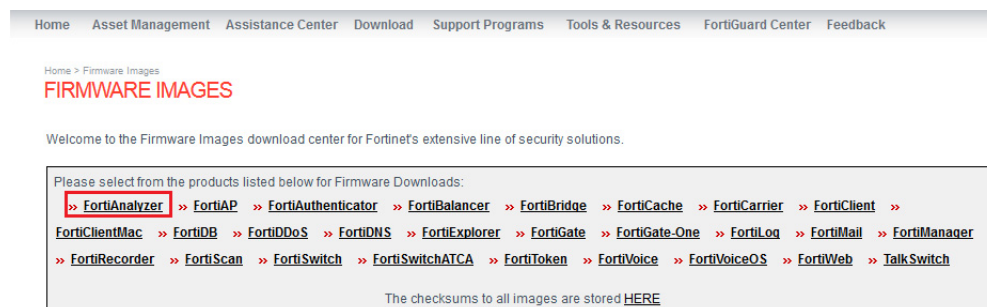 Home Asset Management Assistance Center Download Support Programs Tools & Resources FortiGuard Center Feedback
Home > Firmware Images
FIRMWARE IMAGES
Welcome to the Firmware Images download center for Fortinet's extensive line of security solutions.
Please select from the products listed below for Firmware Downloads:
» FortiAnalyzer » FortiAP » FortiAuthenticator » FortiBalancer » FortiBridge » FortiCache » FortiCarrier » FortiClient »
FortiClientMac » FortiDB » FortiDDoS » FortiDNS » FortiExplorer » FortiGate » FortiGate-One » FortiLog » FortiMail » FortiManager
» FortiRecorder » FortiScan » FortiSwitch » FortiSwitchATCA » FortiToken » FortiVoice » FortiVoiceOS » FortiWeb » TalkSwitch
The checksums to all images are stored HERE